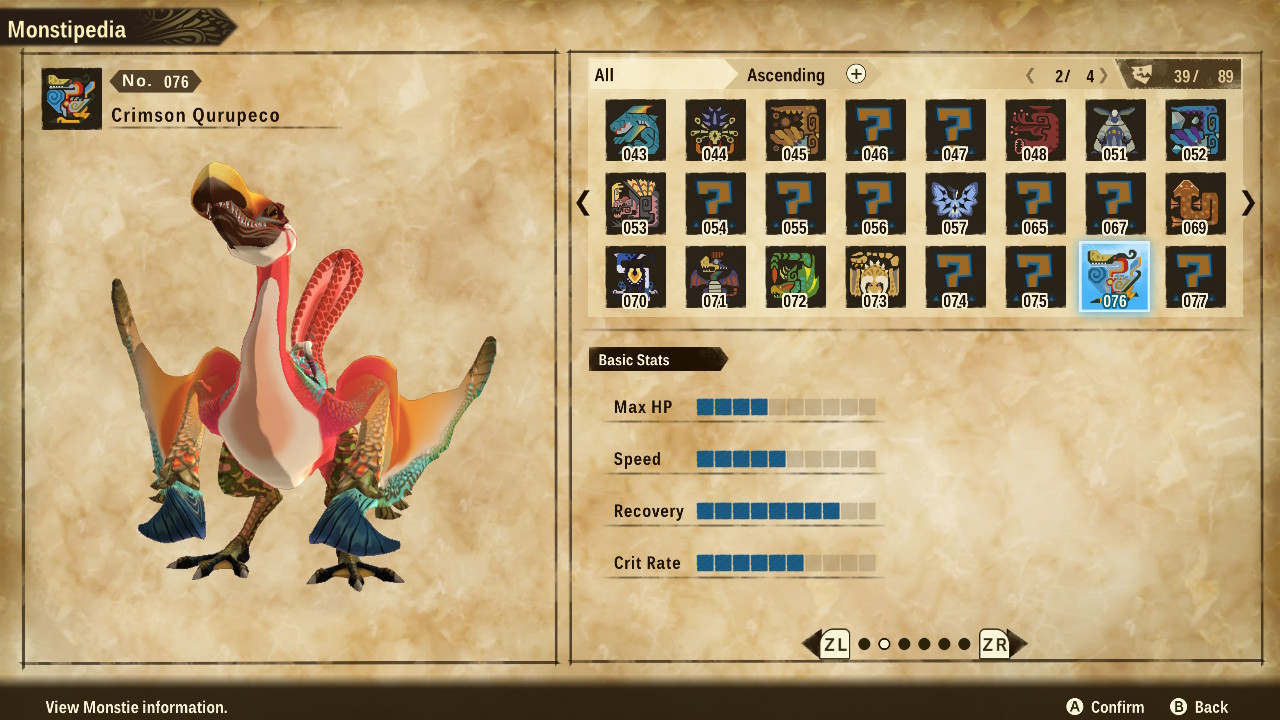 Monstipedia
No. 076
Crimson Qurupeco
All
Ascending
2/ 4
39/ 89
043 044 045 046 047 048 051 052
053 054 055 056 057 065 067 069
070 071 072 073 074 075 076 077
Basic Stats
Max HP
Speed
Recovery
Crit Rate
ZL ZR
View Monstie information.
A Confirm B Back